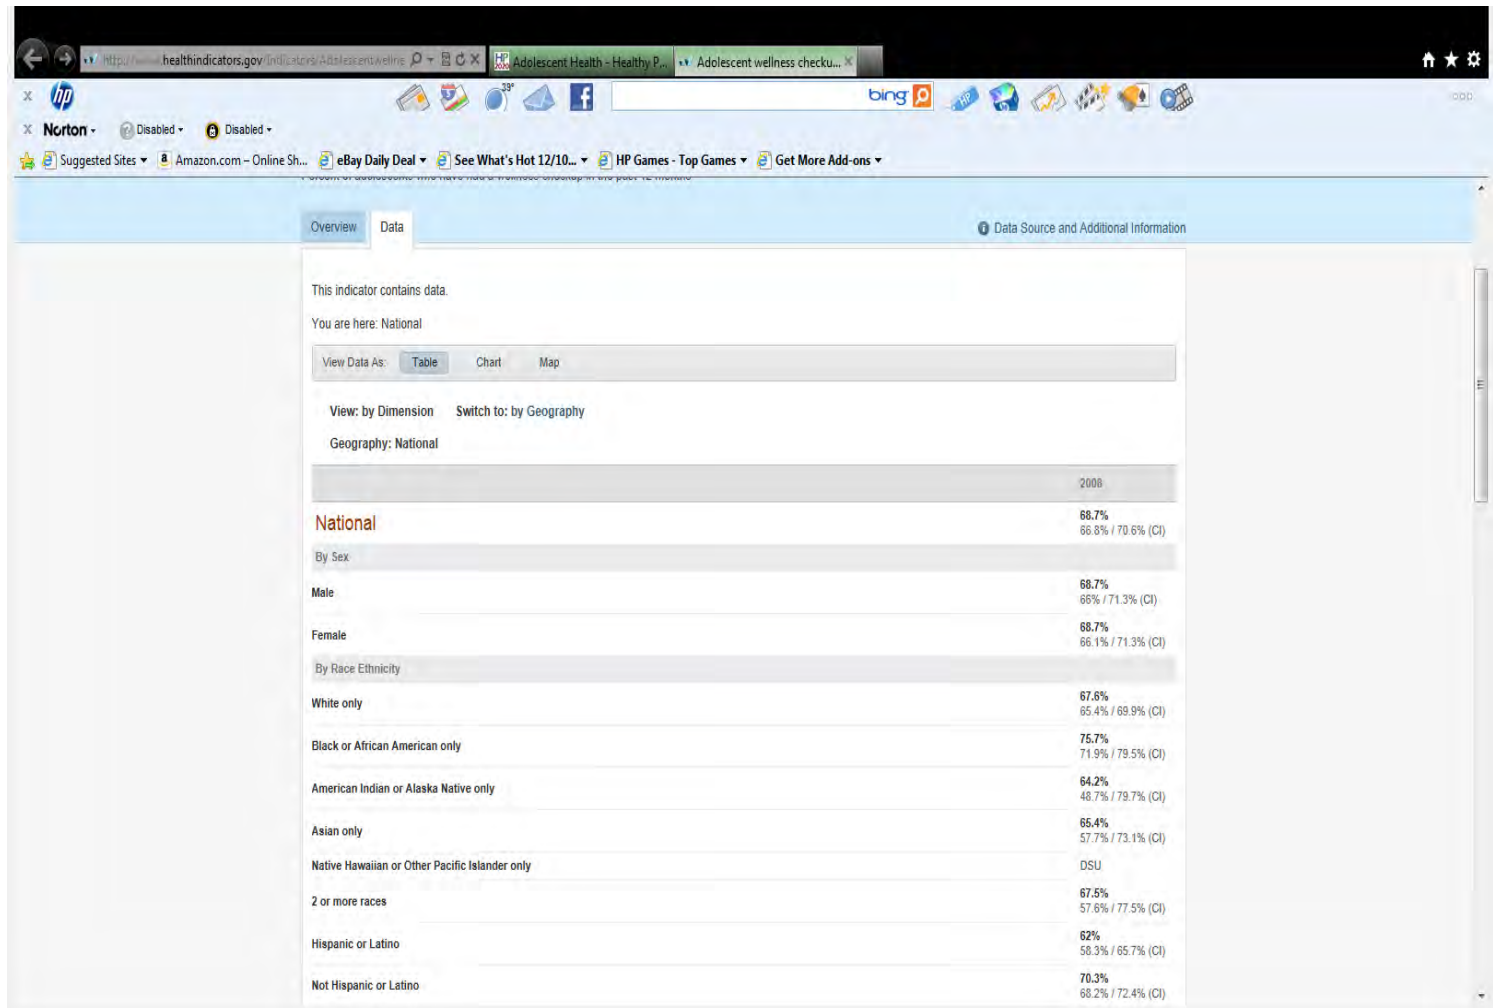 healthindicators.gov
Adolescent Health - Healthy P...
Adolescent wellness checku...
hp
39°
bing
X Norton - Disabled - Disabled -
Suggested Sites Amazon.com – Online Sh... eBay Daily Deal See What's Hot 12/10... HP Games - Top Games Get More Add-ons
Overview Data
Data Source and Additional Information
This indicator contains data.
You are here: National
View Data As: Table Chart Map
View: by Dimension Switch to: by Geography
Geography: National
2008
National 68.7%
66.8% / 70.6% (CI)
By Sex
Male 68.7%
66% / 71.3% (CI)
Female 68.7%
66.1% / 71.3% (CI)
By Race Ethnicity
White only 67.6%
65.4% / 69.9% (CI)
Black or African American only 75.7%
71.9% / 79.5% (CI)
American Indian or Alaska Native only 64.2%
48.7% / 79.7% (CI)
Asian only 65.4%
57.7% / 73.1% (CI)
Native Hawaiian or Other Pacific Islander only DSU
2 or more races 67.5%
57.6% / 77.5% (CI)
Hispanic or Latino 62%
58.3% / 65.7% (CI)
Not Hispanic or Latino 70.3%
68.2% / 72.4% (CI)